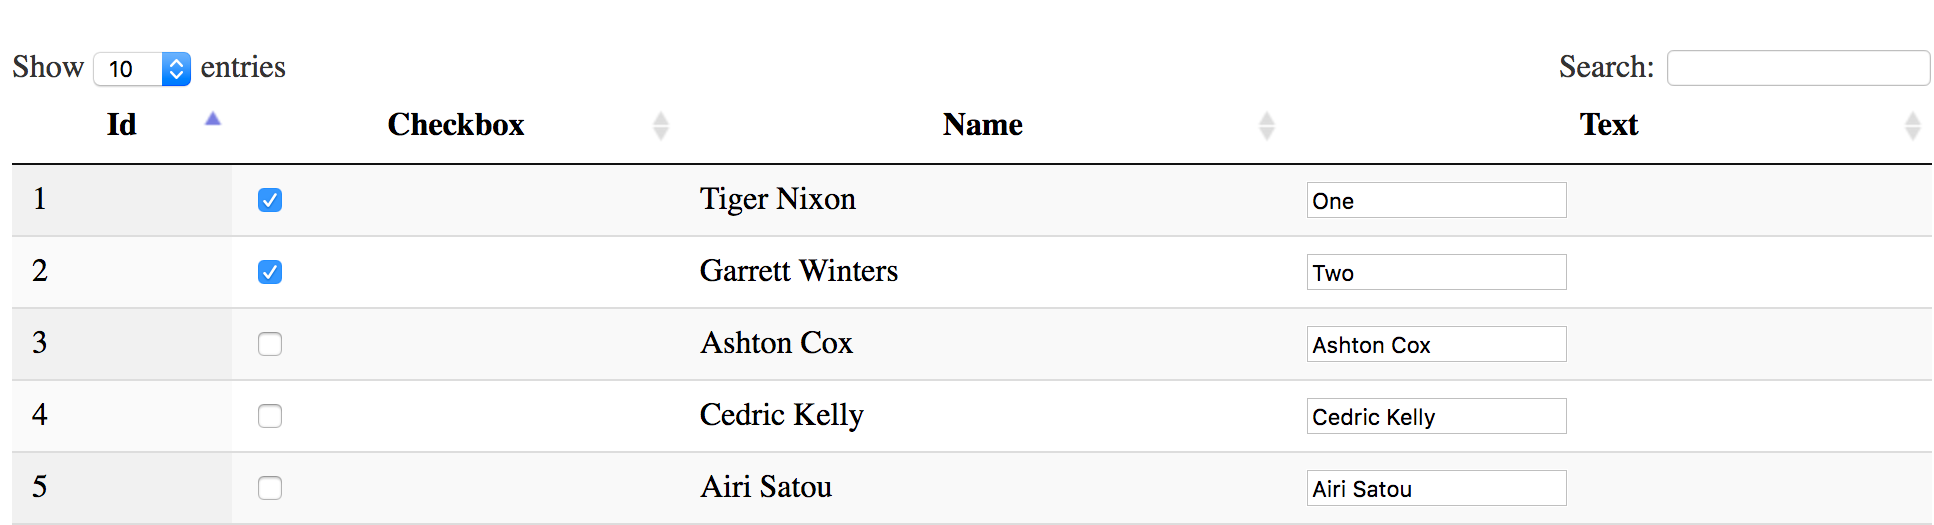 Show 10 entries Search:
Id Checkbox Name Text
1 Tiger Nixon One
2 Garrett Winters Two
3 Ashton Cox Ashton Cox
4 Cedric Kelly Cedric Kelly
5 Airi Satou Airi Satou